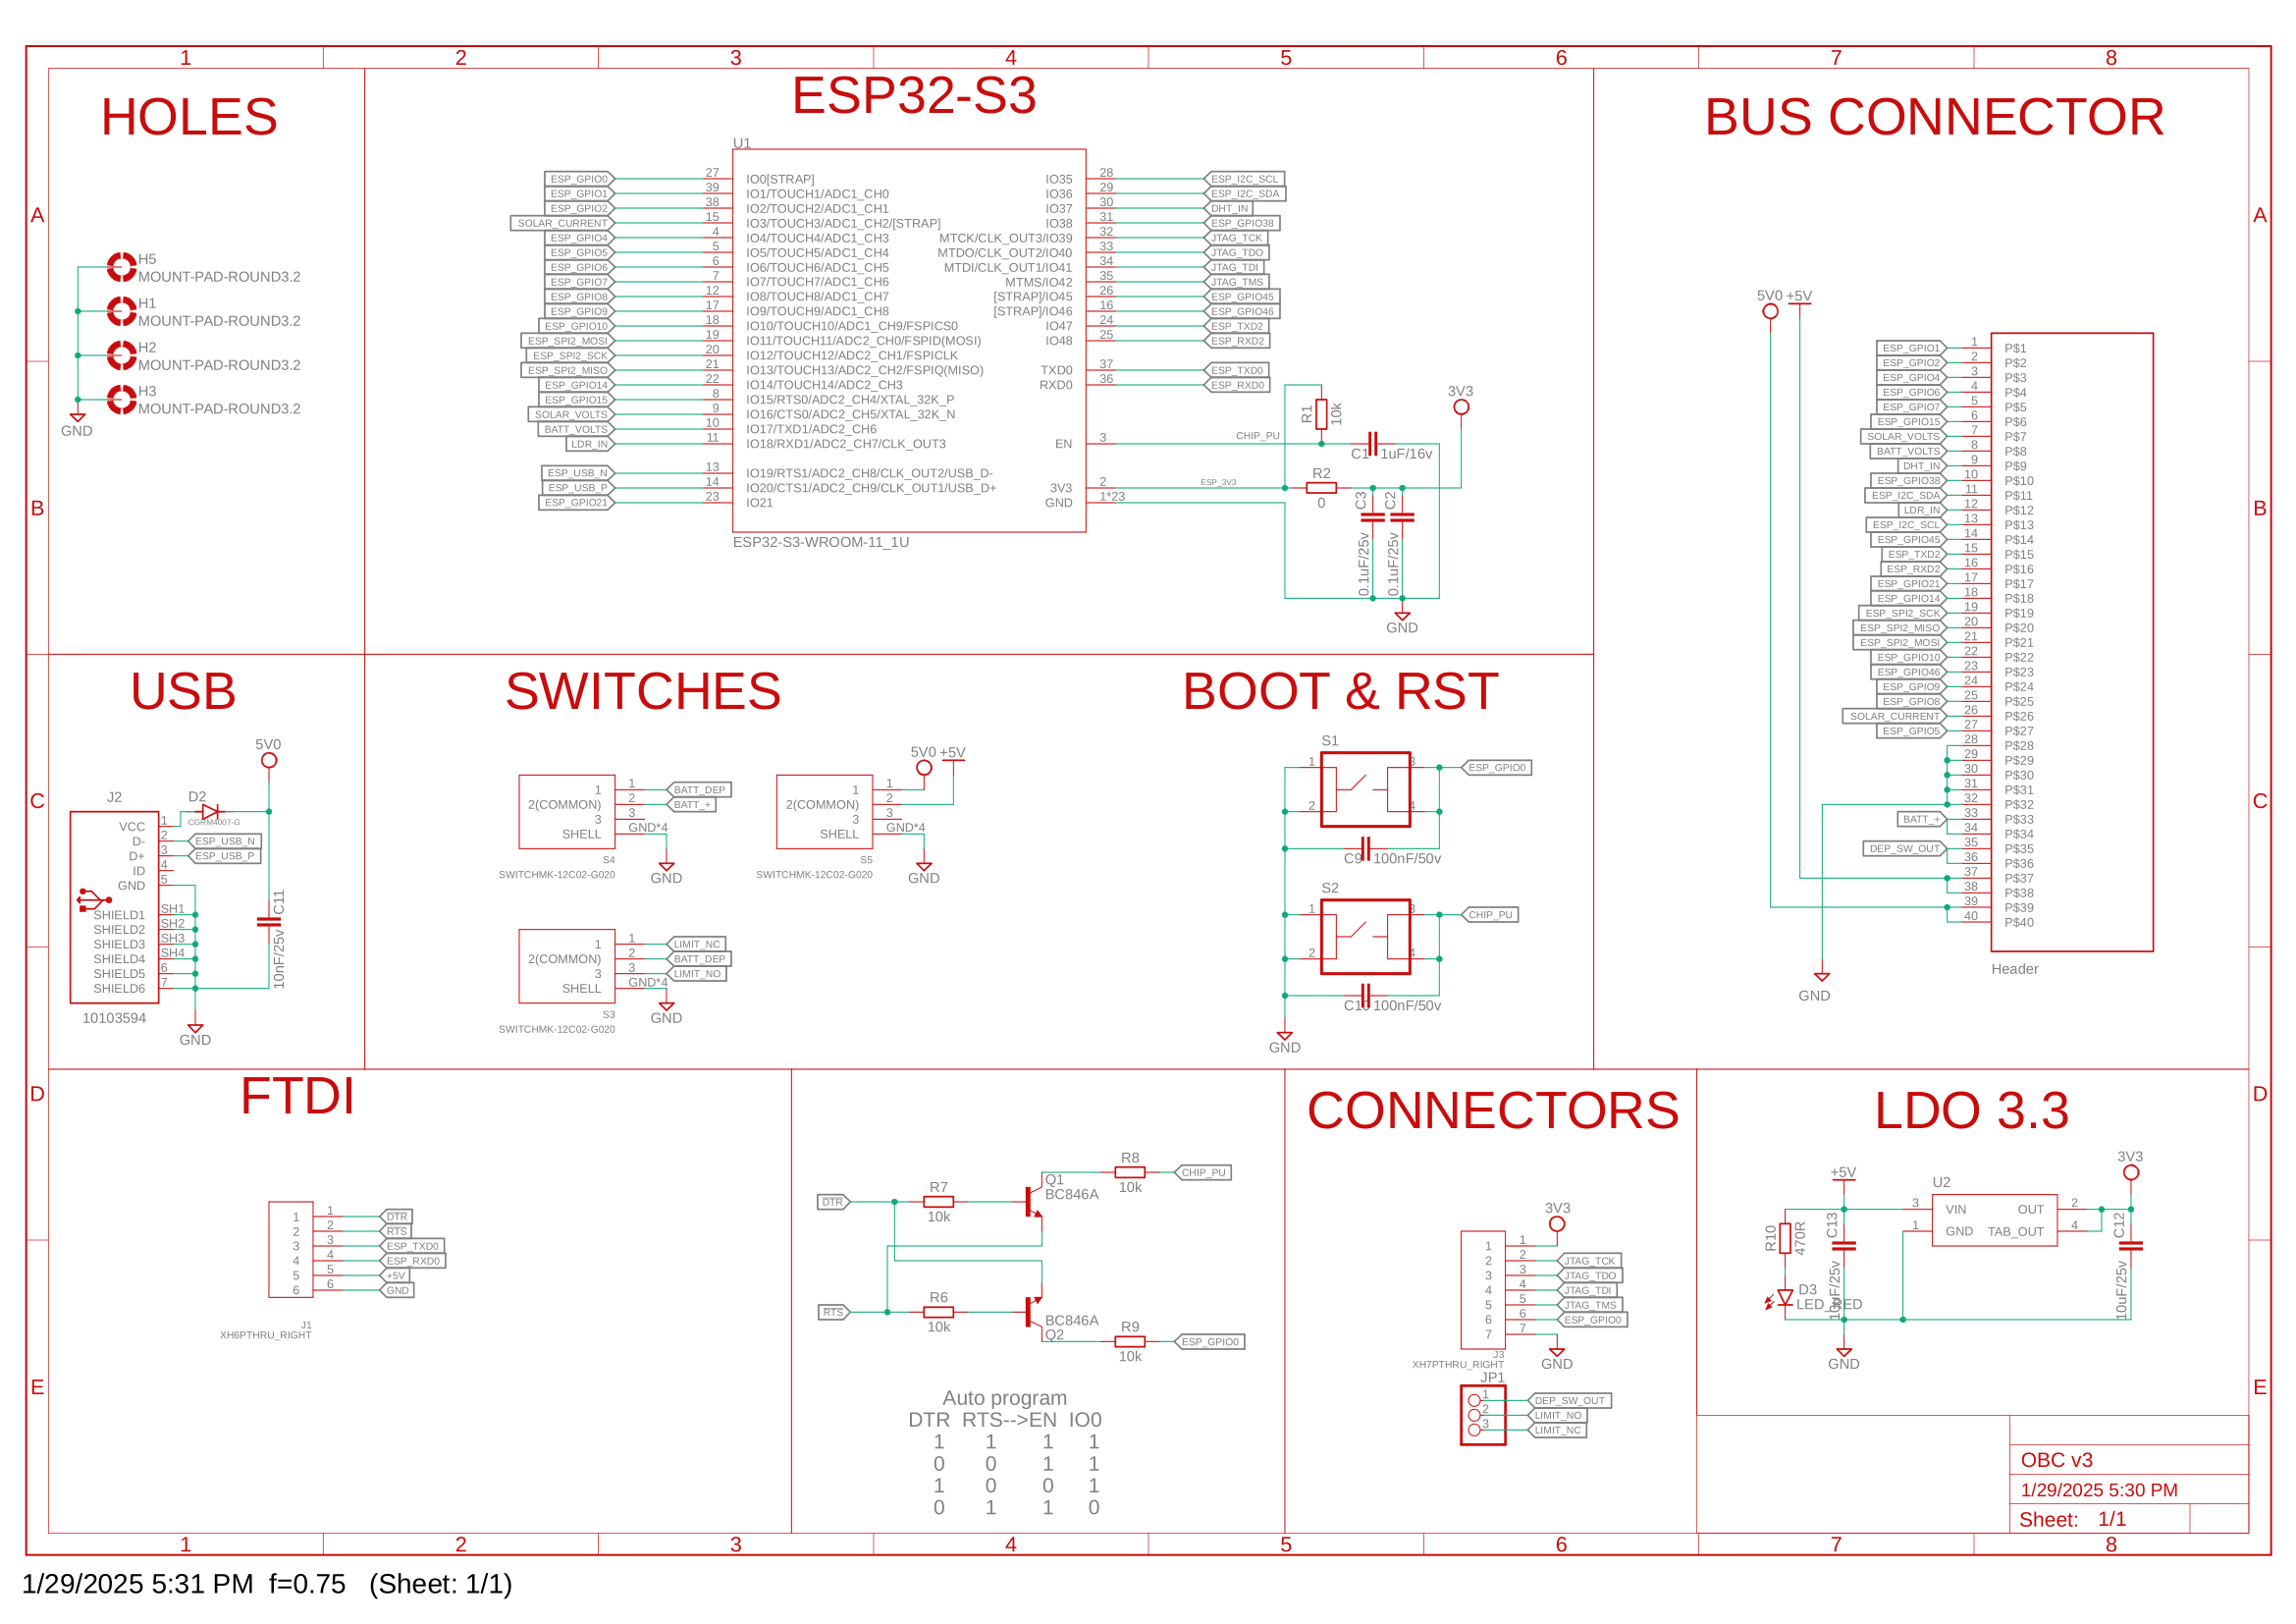 1 2 3 4 5 6 7 8
A
B
C
D
E
HOLES
H5
MOUNT-PAD-ROUND3.2
H1
MOUNT-PAD-ROUND3.2
H2
MOUNT-PAD-ROUND3.2
H3
MOUNT-PAD-ROUND3.2
GND
ESP32-S3
U1
ESP_GPIO0 27 IO0[STRAP]
ESP_GPIO1 39 IO1/TOUCH1/ADC1_CH0
ESP_GPIO2 38 IO2/TOUCH2/ADC1_CH1
SOLAR_CURRENT 15 IO3/TOUCH3/ADC1_CH2/[STRAP]
ESP_GPIO4 4 IO4/TOUCH4/ADC1_CH3
ESP_GPIO5 5 IO5/TOUCH5/ADC1_CH4
ESP_GPIO6 6 IO6/TOUCH6/ADC1_CH5
ESP_GPIO7 7 IO7/TOUCH7/ADC1_CH6
ESP_GPIO8 12 IO8/TOUCH8/ADC1_CH7
ESP_GPIO9 17 IO9/TOUCH9/ADC1_CH8
ESP_GPIO10 18 IO10/TOUCH10/ADC1_CH9/FSPICS0
ESP_SPI2_MOSI 19 IO11/TOUCH11/ADC2_CH0/FSPID(MOSI)
ESP_SPI2_SCK 20 IO12/TOUCH12/ADC2_CH1/FSPICLK
ESP_SPI2_MISO 21 IO13/TOUCH13/ADC2_CH2/FSPIQ(MISO)
ESP_GPIO14 22 IO14/TOUCH14/ADC2_CH3
ESP_GPIO15 8 IO15/RTS0/ADC2_CH4/XTAL_32K_P
SOLAR_VOLTS 9 IO16/CTS0/ADC2_CH5/XTAL_32K_N
BATT_VOLTS 10 IO17/TXD1/ADC2_CH6
LDR_IN 11 IO18/RXD1/ADC2_CH7/CLK_OUT3
ESP_USB_N 13 IO19/RTS1/ADC2_CH8/CLK_OUT2/USB_D-
ESP_USB_P 14 IO20/CTS1/ADC2_CH9/CLK_OUT1/USB_D+
ESP_GPIO21 23 IO21
IO35 28 ESP_I2C_SCL
IO36 29 ESP_I2C_SDA
IO37 30 DHT_IN
IO38 31 ESP_GPIO38
MTCK/CLK_OUT3/IO39 32 JTAG_TCK
MTDO/CLK_OUT2/IO40 33 JTAG_TDO
MTDI/CLK_OUT1/IO41 34 JTAG_TDI
MTMS/IO42 35 JTAG_TMS
[STRAP]/IO45 26 ESP_GPIO45
[STRAP]/IO46 16 ESP_GPIO46
IO47 24 ESP_TXD2
IO48 25 ESP_RXD2
TXD0 37 ESP_TXD0
RXD0 36 ESP_RXD0
EN 3 CHIP_PU
3V3 2 ESP_3V3
GND 1*23
ESP32-S3-WROOM-11_1U
R1
10k
C1 1uF/16v
3V3
R2
0
C3
0.1uF/25v
C2
0.1uF/25v
GND
BUS CONNECTOR
5V0 +5V
ESP_GPIO1 1 P$1
ESP_GPIO2 2 P$2
ESP_GPIO4 3 P$3
ESP_GPIO6 4 P$4
ESP_GPIO7 5 P$5
ESP_GPIO15 6 P$6
SOLAR_VOLTS 7 P$7
BATT_VOLTS 8 P$8
DHT_IN 9 P$9
ESP_GPIO38 10 P$10
ESP_I2C_SDA 11 P$11
LDR_IN 12 P$12
ESP_I2C_SCL 13 P$13
ESP_GPIO45 14 P$14
ESP_TXD2 15 P$15
ESP_RXD2 16 P$16
ESP_GPIO21 17 P$17
ESP_GPIO14 18 P$18
ESP_SPI2_SCK 19 P$19
ESP_SPI2_MISO 20 P$20
ESP_SPI2_MOSI 21 P$21
ESP_GPIO10 22 P$22
ESP_GPIO46 23 P$23
ESP_GPIO9 24 P$24
ESP_GPIO8 25 P$25
SOLAR_CURRENT 26 P$26
ESP_GPIO5 27 P$27
28 P$28
29 P$29
30 P$30
31 P$31
32 P$32
BATT_+ 33 P$33
34 P$34
DEP_SW_OUT 35 P$35
36 P$36
37 P$37
38 P$38
39 P$39
40 P$40
GND
Header
USB
5V0
J2
D2
CGRM4007-G
VCC 1
D- 2 ESP_USB_N
D+ 3 ESP_USB_P
ID 4
GND 5
SHIELD1 SH1
SHIELD2 SH2
SHIELD3 SH3
SHIELD4 SH4
SHIELD5 6
SHIELD6 7
C11
10nF/25v
10103594
GND
SWITCHES
1 1 BATT_DEP
2(COMMON) 2 BATT_+
3 3
SHELL GND*4
S4
SWITCHMK-12C02-G020
GND
5V0 +5V
1 1
2(COMMON) 2
3 3
SHELL GND*4
S5
SWITCHMK-12C02-G020
GND
1 1 LIMIT_NC
2(COMMON) 2 BATT_DEP
3 3 LIMIT_NO
SHELL GND*4
S3
SWITCHMK-12C02-G020
GND
BOOT & RST
S1
1 3 ESP_GPIO0
2 4
C9 100nF/50v
S2
1 3 CHIP_PU
2 4
C10 100nF/50v
GND
FTDI
1 1 DTR
2 2 RTS
3 3 ESP_TXD0
4 4 ESP_RXD0
5 5 +5V
6 6 GND
J1
XH6PTHRU_RIGHT
DTR
R7
10k
Q1
BC846A
R8
10k
CHIP_PU
RTS
R6
10k
BC846A
Q2
R9
10k
ESP_GPIO0
Auto program
DTR RTS-->EN IO0
1 1 1 1
0 0 1 1
1 0 0 1
0 1 1 0
CONNECTORS
3V3
1 1
2 2 JTAG_TCK
3 3 JTAG_TDO
4 4 JTAG_TDI
5 5 JTAG_TMS
6 6 ESP_GPIO0
7 7
J3
XH7PTHRU_RIGHT
GND
JP1
1 DEP_SW_OUT
2 LIMIT_NO
3 LIMIT_NC
LDO 3.3
+5V
3V3
U2
3 VIN OUT 2
1 GND TAB_OUT 4
R10
470R
C13
10uF/25v
C12
10uF/25v
D3
LED_RED
GND
OBC v3
1/29/2025 5:30 PM
Sheet: 1/1
A
B
C
D
E
1 2 3 4 5 6 7 8
1/29/2025 5:31 PM f=0.75 (Sheet: 1/1)